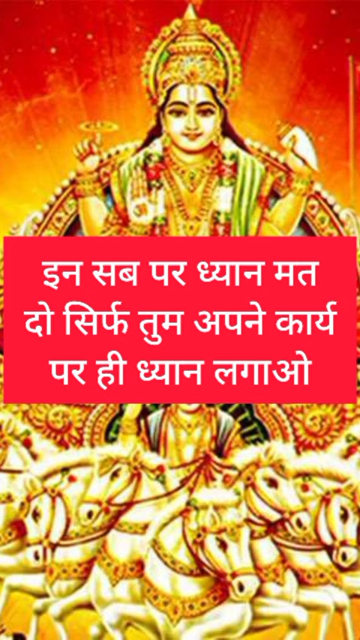 इन सब पर ध्यान मत
दो सिर्फ तुम अपने कार्य
पर ही ध्यान लगाओ